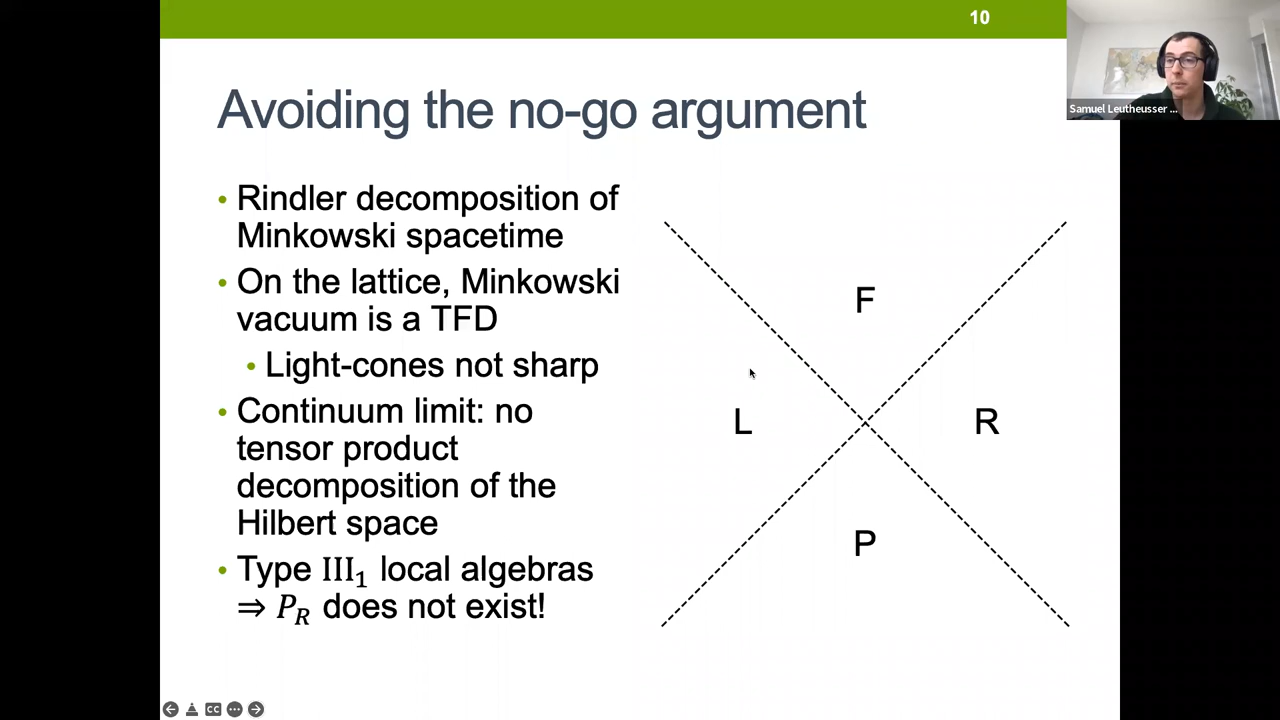 10
Samuel Leutheusser ...
Avoiding the no-go argument
• Rindler decomposition of
Minkowski spacetime
• On the lattice, Minkowski
vacuum is a TFD
• Light-cones not sharp
• Continuum limit: no
tensor product
decomposition of the
Hilbert space
• Type III₁ local algebras
⇒ P_R does not exist!
F
L
R
P
CC